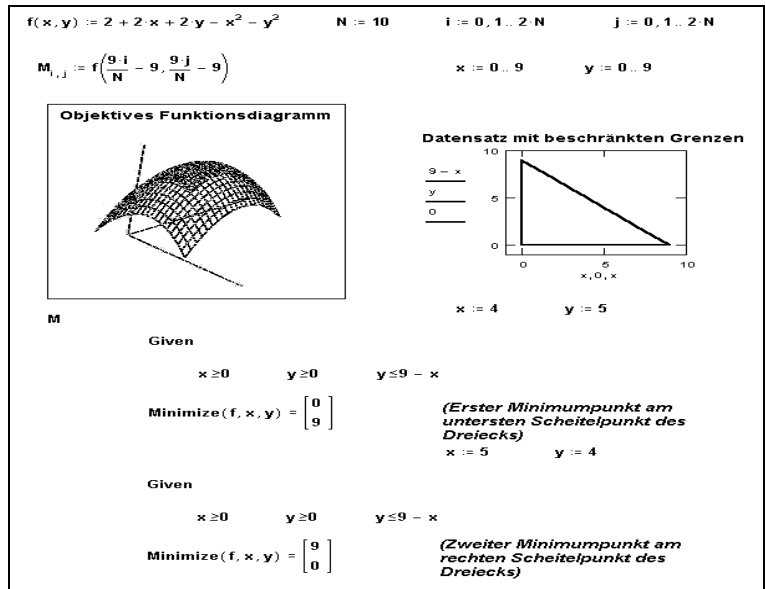 f(x,y) := 2 + 2·x + 2·y − x² − y² N := 10 i := 0,1.. 2·N j := 0,1.. 2·N
M i,j := f(9·i/N − 9, 9·j/N − 9) x := 0.. 9 y := 0.. 9
Objektives Funktionsdiagramm
M
Datensatz mit beschränkten Grenzen
9 − x
y
0
10
5
0
0 5 10
x,0,x
x := 4 y := 5
Given
x ≥0 y ≥0 y ≤9 − x
Minimize(f,x,y) = [0 9]
(Erster Minimumpunkt am
untersten Scheitelpunkt des
Dreiecks)
x := 5 y := 4
Given
x ≥0 y ≥0 y ≤9 − x
Minimize(f,x,y) = [9 0]
(Zweiter Minimumpunkt am
rechten Scheitelpunkt des
Dreiecks)